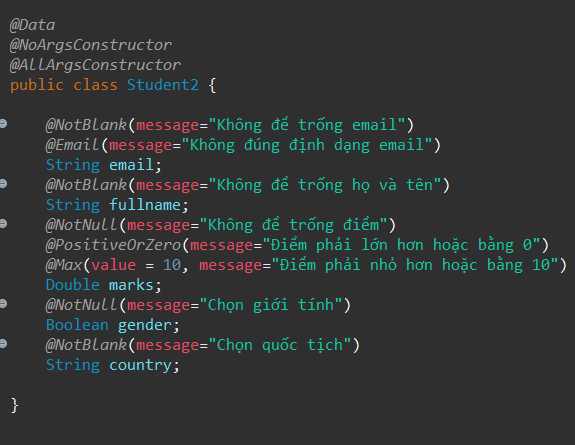 @Data
@NoArgsConstructor
@AllArgsConstructor
public class Student2 {
@NotBlank(message="Không để trống email")
@Email(message="Không đúng định dạng email")
String email;
@NotBlank(message="Không để trống họ và tên")
String fullname;
@NotNull(message="Không để trống điểm")
@PositiveOrZero(message="Điểm phải lớn hơn hoặc bằng 0")
@Max(value = 10, message="Điểm phải nhỏ hơn hoặc bằng 10")
Double marks;
@NotNull(message="Chọn giới tính")
Boolean gender;
@NotBlank(message="Chọn quốc tịch")
String country;
}